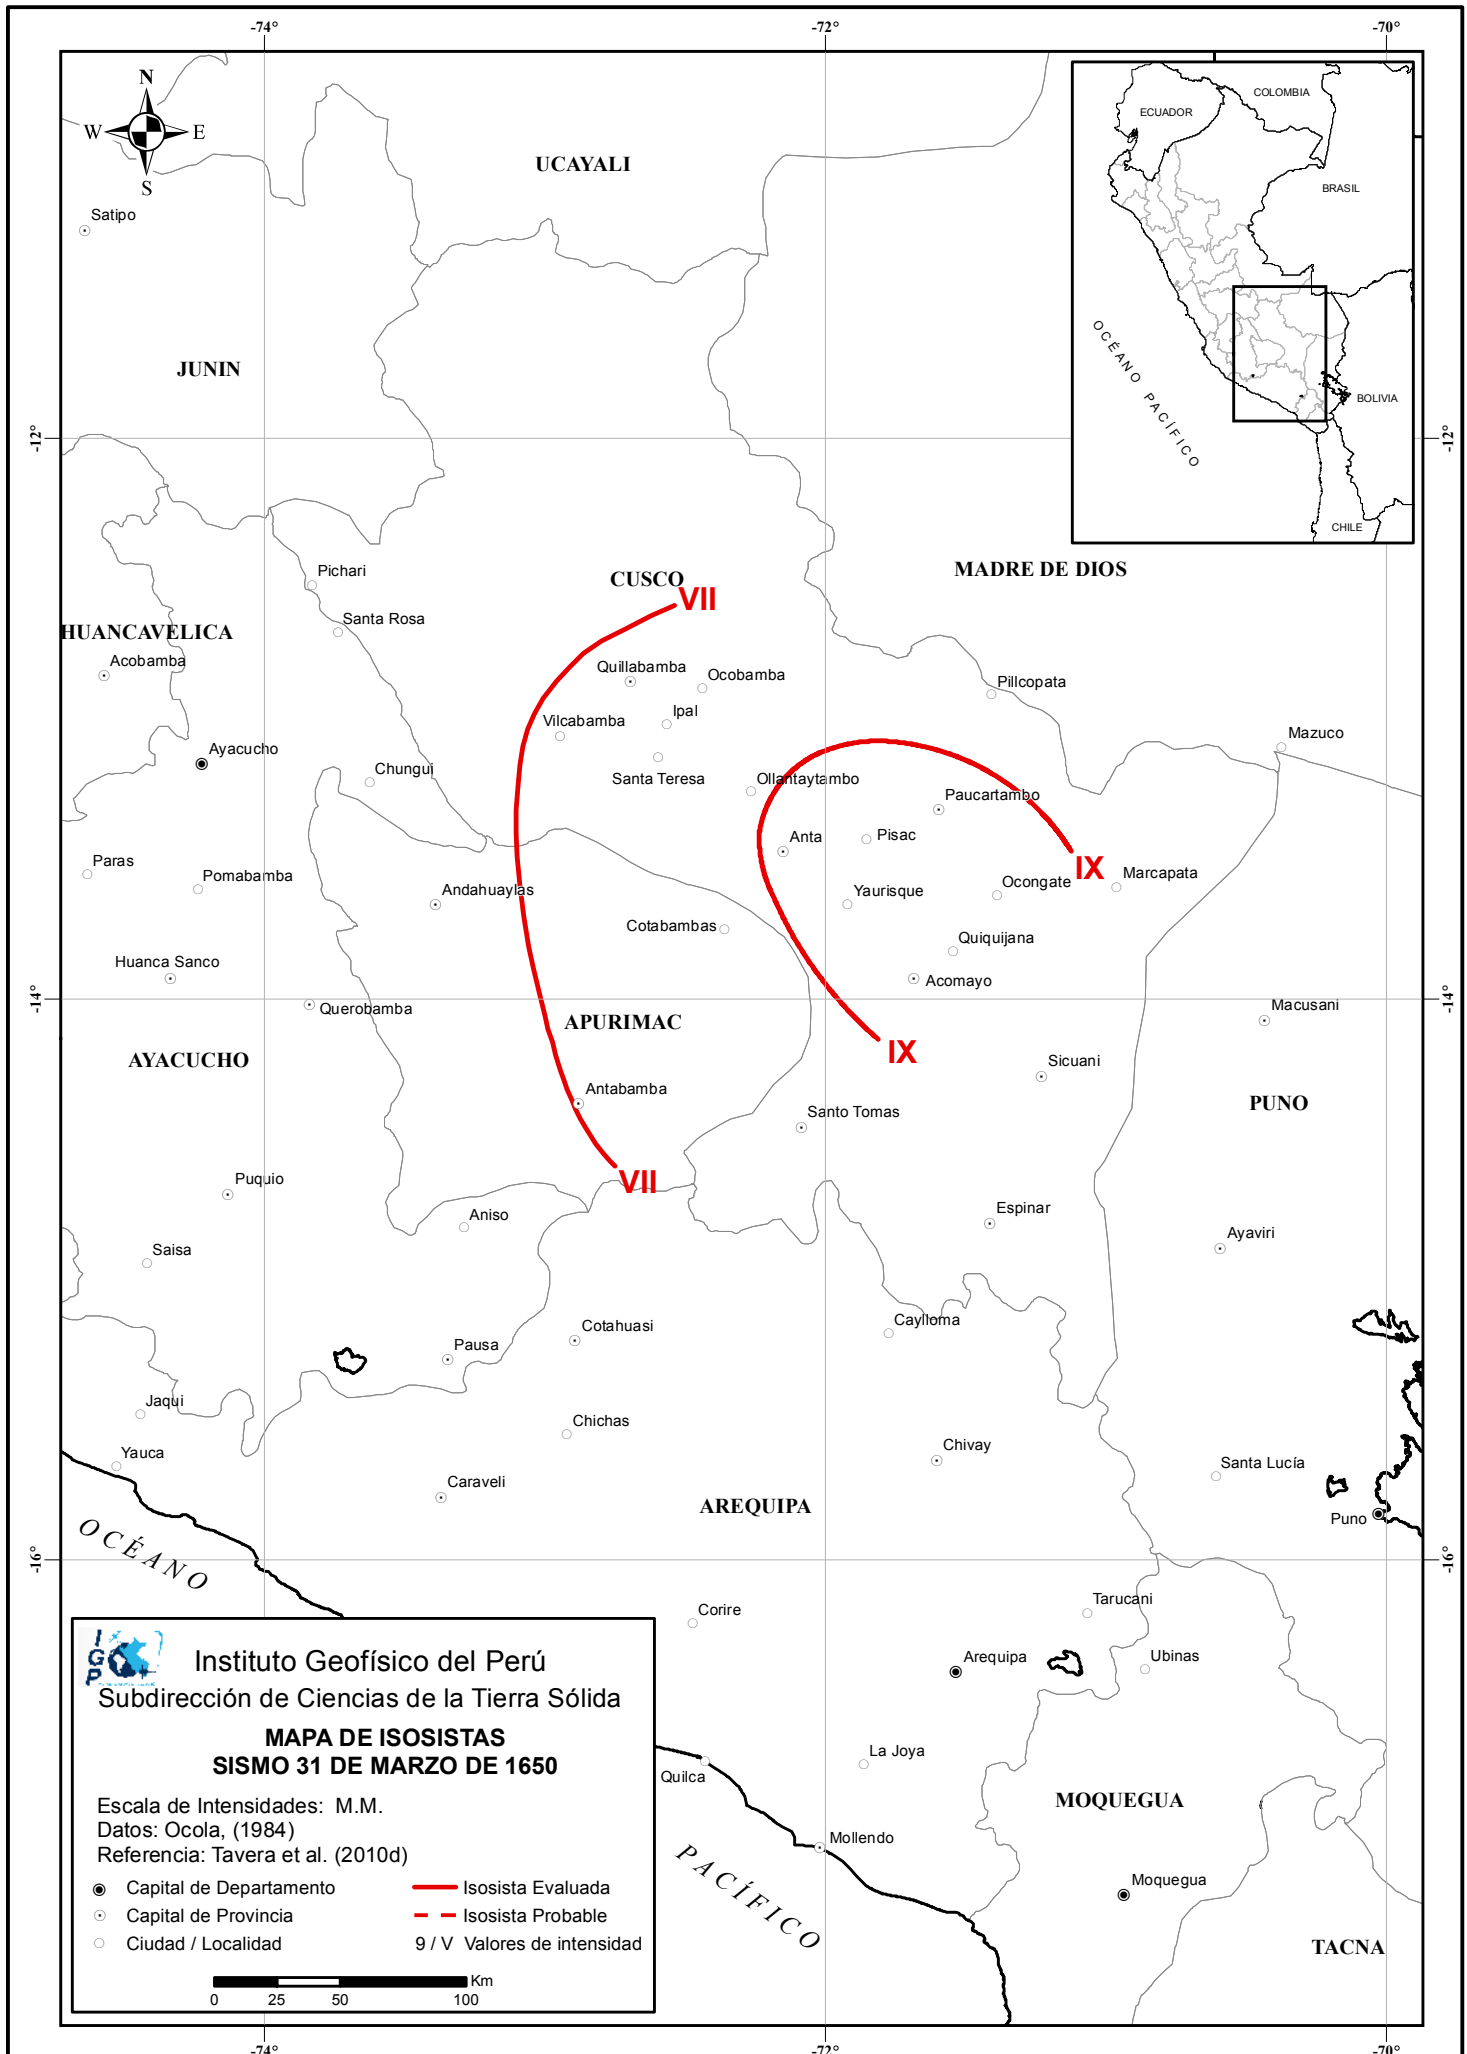 -74°
-72°
-70°
N
W
E
S
COLOMBIA
ECUADOR
BRASIL
OCÉANO PACÍFICO
BOLIVIA
CHILE
UCAYALI
Satipo
JUNIN
-12°
-12°
MADRE DE DIOS
CUSCO
Pichari
VII
Santa Rosa
HUANCAVELICA
Acobamba
Quillabamba
Ocobamba
Pillcopata
Ipal
Vilcabamba
Mazuco
Ayacucho
Chungui
Santa Teresa
Ollantaytambo
Paucartambo
Anta
Pisac
Paras
Pomabamba
IX
Marcapata
Andahuaylas
Yaurisque
Ocongate
Cotabambas
Quiquijana
Huanca Sanco
Acomayo
-14°
-14°
Querobamba
Macusani
APURIMAC
IX
AYACUCHO
Sicuani
Antabamba
Santo Tomas
PUNO
Puquio
VII
Aniso
Espinar
Ayaviri
Saisa
Cotahuasi
Caylloma
Pausa
Jaqui
Chichas
Yauca
Chivay
Santa Lucía
Caraveli
AREQUIPA
Puno
OCÉANO
-16°
-16°
Corire
Tarucani
Arequipa
Ubinas
La Joya
Quilca
MOQUEGUA
Mollendo
PACÍFICO
Moquegua
TACNA
IGP
Instituto Geofísico del Perú
Subdirección de Ciencias de la Tierra Sólida
MAPA DE ISOSISTAS
SISMO 31 DE MARZO DE 1650
Escala de Intensidades: M.M.
Datos: Ocola, (1984)
Referencia: Tavera et al. (2010d)
Capital de Departamento
Isosista Evaluada
Capital de Provincia
Isosista Probable
Ciudad / Localidad
9 / V Valores de intensidad
Km
0 25 50 100
-74°
-72°
-70°